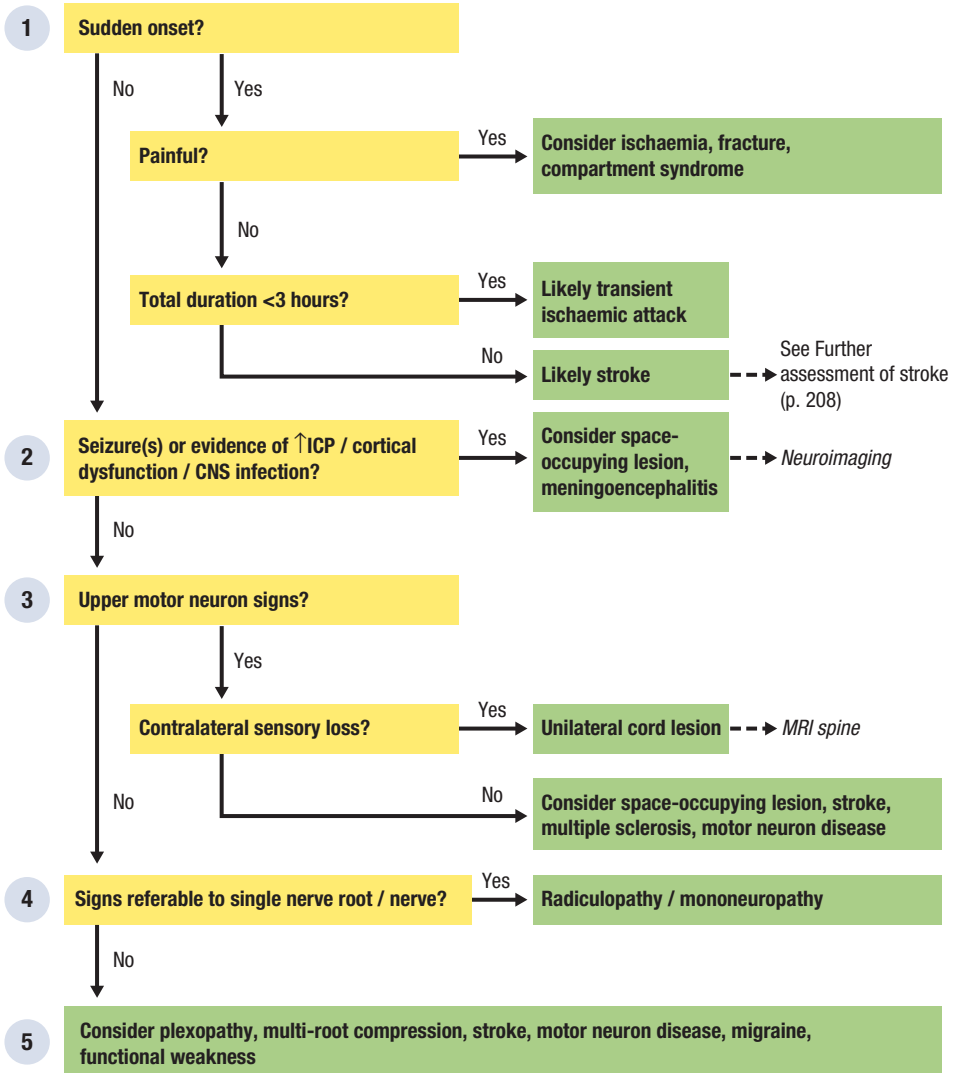 1
Sudden onset?
No
Yes
Painful?
Yes
Consider ischaemia, fracture,
compartment syndrome
No
Total duration <3 hours?
Yes
Likely transient
ischaemic attack
No
Likely stroke
See Further
assessment of stroke
(p. 208)
2
Seizure(s) or evidence of ↑ICP / cortical
dysfunction / CNS infection?
Yes
Consider space-
occupying lesion,
meningoencephalitis
Neuroimaging
No
3
Upper motor neuron signs?
Yes
Contralateral sensory loss?
Yes
Unilateral cord lesion
MRI spine
No
No
Consider space-occupying lesion, stroke,
multiple sclerosis, motor neuron disease
4
Signs referable to single nerve root / nerve?
Yes
Radiculopathy / mononeuropathy
No
5
Consider plexopathy, multi-root compression, stroke, motor neuron disease, migraine,
functional weakness